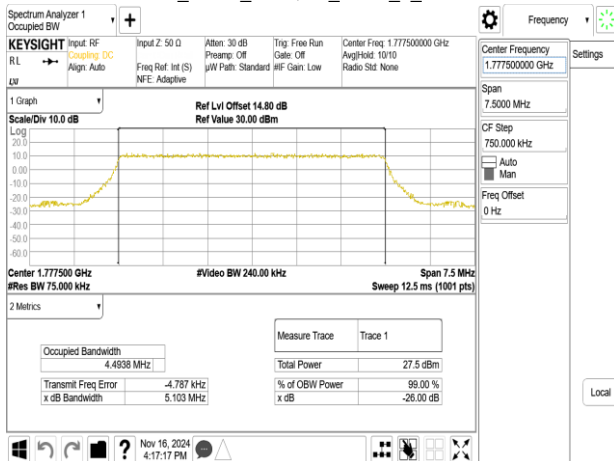 Spectrum Analyzer 1
Occupied BW
Frequency
KEYSIGHT
Input: RF
Coupling: DC
Align: Auto
Input Z: 50 Ω
Freq Ref: Int (S)
NFE: Adaptive
Atten: 30 dB
Preamp: Off
µW Path: Standard
Trig: Free Run
Gate: Off
#IF Gain: Low
Center Freq: 1.777500000 GHz
Avg|Hold: 10/10
Radio Std: None
RL
LXI
Center Frequency
1.777500000 GHz
Settings
Span
7.5000 MHz
CF Step
750.000 kHz
Auto
Man
Freq Offset
0 Hz
Local
1 Graph
Scale/Div 10.0 dB
Ref Lvl Offset 14.80 dB
Ref Value 30.00 dBm
Log
20.0
10.0
0.00
-10.0
-20.0
-30.0
-40.0
-50.0
-60.0
Center 1.777500 GHz
#Video BW 240.00 kHz
Span 7.5 MHz
#Res BW 75.000 kHz
Sweep 12.5 ms (1001 pts)
2 Metrics
Occupied Bandwidth
4.4938 MHz
Transmit Freq Error -4.787 kHz
x dB Bandwidth 5.103 MHz
Measure Trace Trace 1
Total Power 27.5 dBm
% of OBW Power 99.00 %
x dB -26.00 dB
Nov 16, 2024
4:17:17 PM